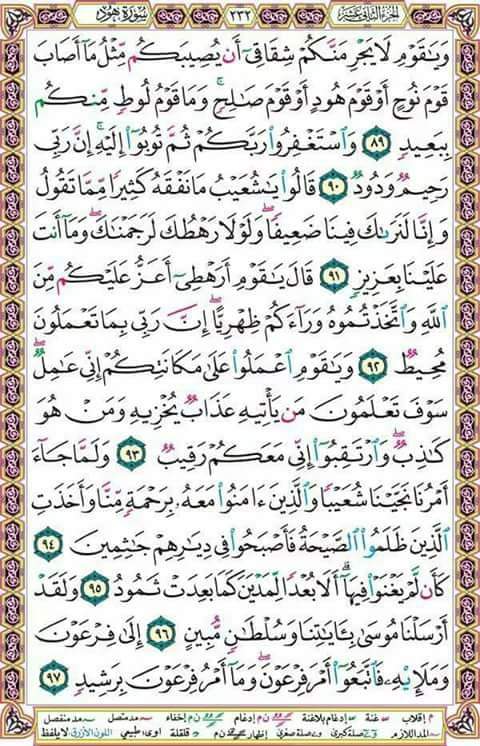 الجزء الثاني عشر ٢٣٢ سورة هود
وَيَٰقَوْمِ لَا يَجْرِمَنَّكُمْ شِقَاقِىٓ أَن يُصِيبَكُم مِّثْلُ مَآ أَصَابَ
قَوْمَ نُوحٍ أَوْ قَوْمَ هُودٍ أَوْ قَوْمَ صَٰلِحٍۚ وَمَا قَوْمُ لُوطٍ مِّنكُم
بِبَعِيدٍ ٨٩ وَٱسْتَغْفِرُوا۟ رَبَّكُمْ ثُمَّ تُوبُوٓا۟ إِلَيْهِۚ إِنَّ رَبِّى
رَحِيمٌ وَدُودٌ ٩٠ قَالُوا۟ يَٰشُعَيْبُ مَا نَفْقَهُ كَثِيرًا مِّمَّا تَقُولُ
وَإِنَّا لَنَرَىٰكَ فِينَا ضَعِيفًاۖ وَلَوْلَا رَهْطُكَ لَرَجَمْنَٰكَۖ وَمَآ أَنتَ
عَلَيْنَا بِعَزِيزٍ ٩١ قَالَ يَٰقَوْمِ أَرَهْطِىٓ أَعَزُّ عَلَيْكُم مِّنَ
ٱللَّهِ وَٱتَّخَذْتُمُوهُ وَرَآءَكُمْ ظِهْرِيًّاۖ إِنَّ رَبِّى بِمَا تَعْمَلُونَ
مُحِيطٌ ٩٢ وَيَٰقَوْمِ ٱعْمَلُوا۟ عَلَىٰ مَكَانَتِكُمْ إِنِّى عَٰمِلٌۖ
سَوْفَ تَعْلَمُونَ مَن يَأْتِيهِ عَذَابٌ يُخْزِيهِ وَمَنْ هُوَ
كَٰذِبٌۖ وَٱرْتَقِبُوٓا۟ إِنِّى مَعَكُمْ رَقِيبٌ ٩٣ وَلَمَّا جَآءَ
أَمْرُنَا نَجَّيْنَا شُعَيْبًا وَٱلَّذِينَ ءَامَنُوا۟ مَعَهُۥ بِرَحْمَةٍ مِّنَّا وَأَخَذَتِ
ٱلَّذِينَ ظَلَمُوا۟ ٱلصَّيْحَةُ فَأَصْبَحُوا۟ فِى دِيَٰرِهِمْ جَٰثِمِينَ ٩٤
كَأَن لَّمْ يَغْنَوْا۟ فِيهَآۗ أَلَا بُعْدًا لِّمَدْيَنَ كَمَا بَعِدَتْ ثَمُودُ ٩٥ وَلَقَدْ
أَرْسَلْنَا مُوسَىٰ بِـَٔايَٰتِنَا وَسُلْطَٰنٍ مُّبِينٍ ٩٦ إِلَىٰ فِرْعَوْنَ
وَمَلَإِي۟هِۦ فَٱتَّبَعُوٓا۟ أَمْرَ فِرْعَوْنَۖ وَمَآ أَمْرُ فِرْعَوْنَ بِرَشِيدٍ ٩٧
م إقلاب غنة إدغام بلاغنة ن م إدغام ن م إخفاء مد متصل مد منفصل
المد اللازم صلة كبرى صلة صغرى إظهار ن م قلقلة اوى: طبيعي اللون الأزرق: لا يلفظ